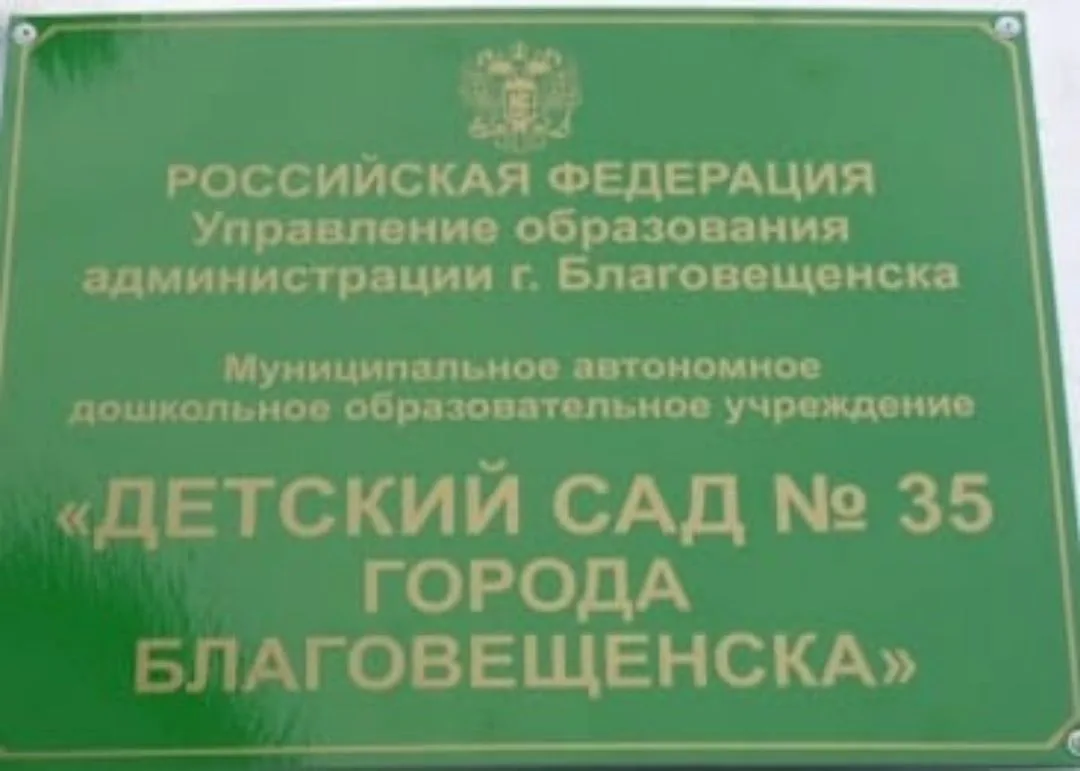 РОССИЙСКАЯ ФЕДЕРАЦИЯ
Управление образования
администрации г. Благовещенска
Муниципальное автономное
дошкольное образовательное учреждение
«ДЕТСКИЙ САД № 35
ГОРОДА
БЛАГОВЕЩЕНСКА»